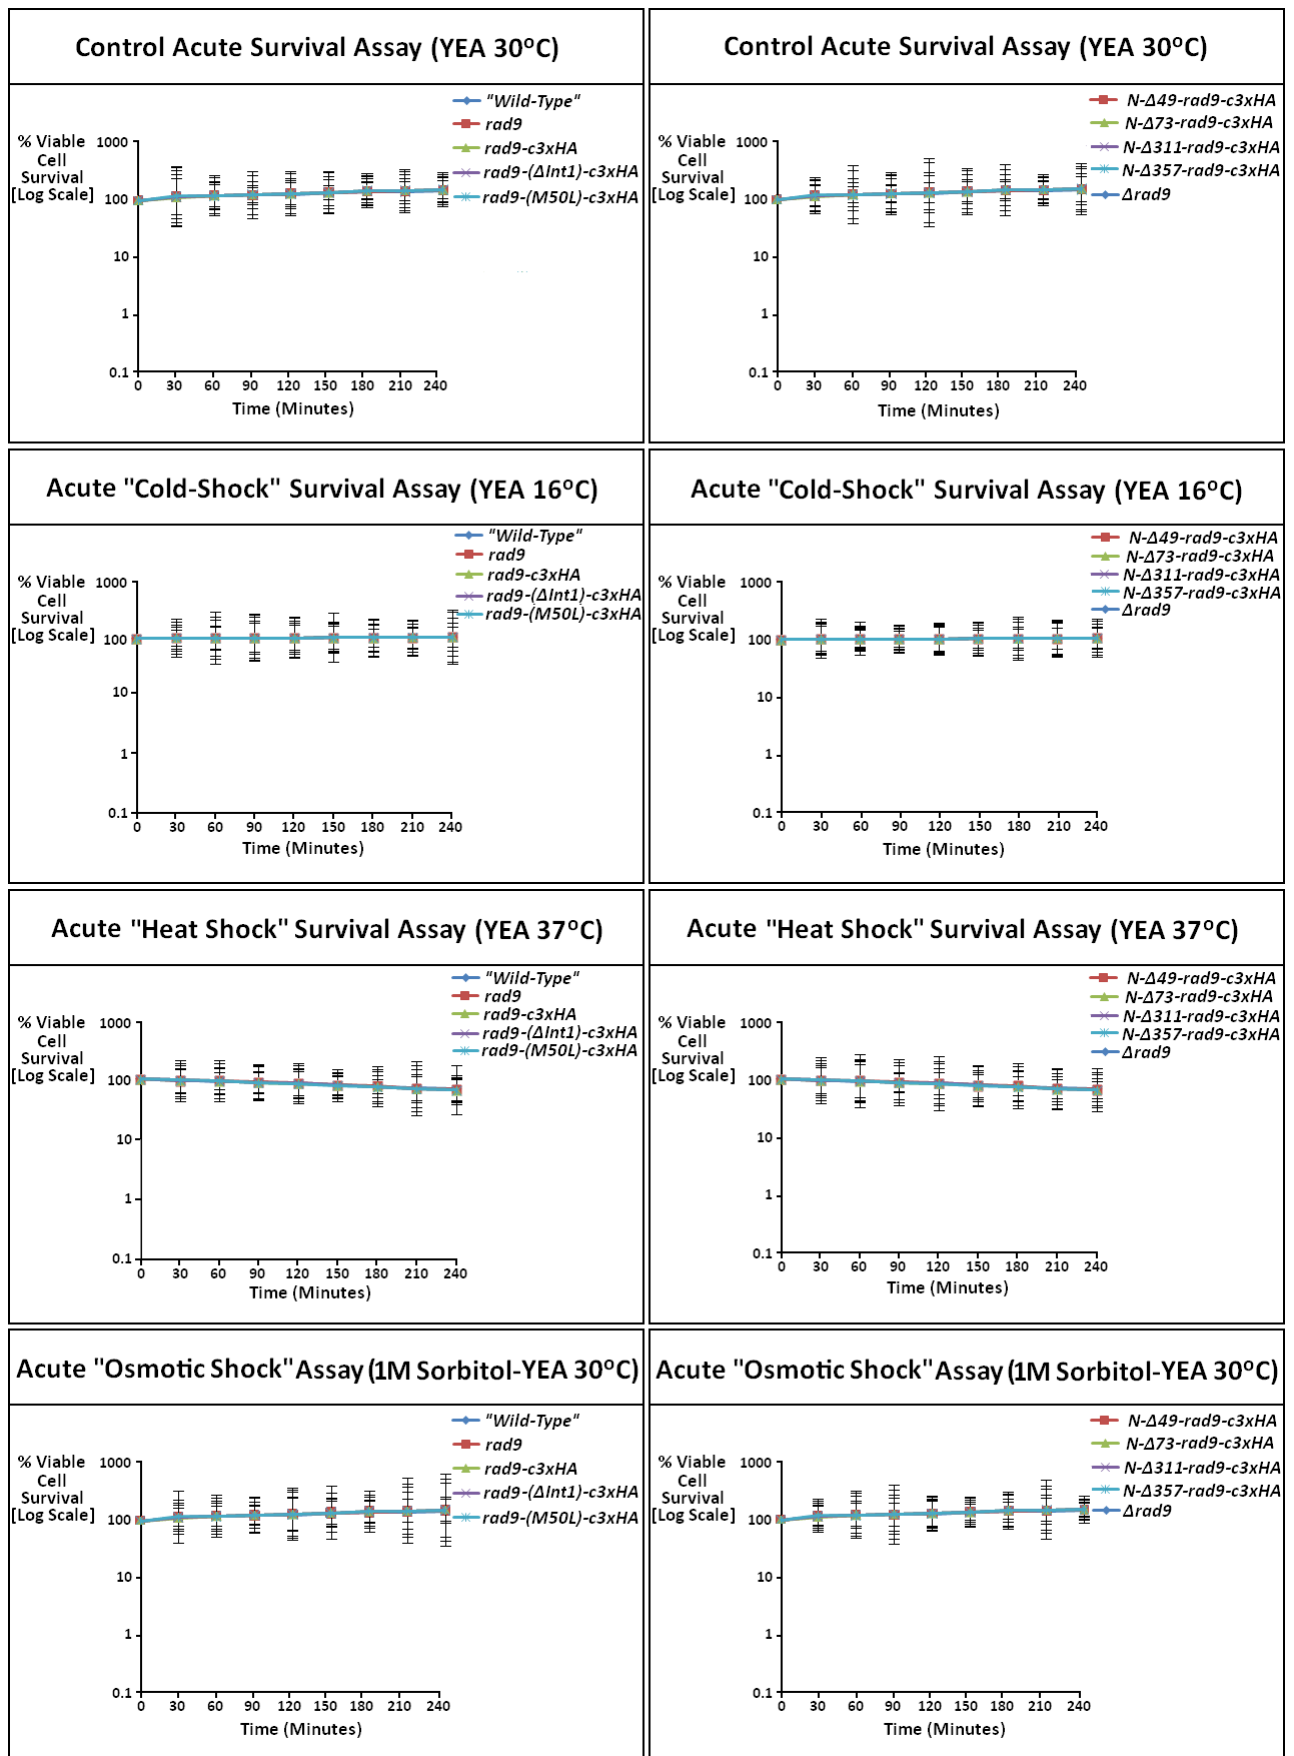 Control Acute Survival Assay (YEA 30°C)
"Wild-Type"
rad9
rad9-c3xHA
rad9-(ΔInt1)-c3xHA
rad9-(M50L)-c3xHA
% Viable
Cell
Survival
[Log Scale]
1000
100
10
1
0.1
0 30 60 90 120 150 180 210 240
Time (Minutes)
Control Acute Survival Assay (YEA 30°C)
N-Δ49-rad9-c3xHA
N-Δ73-rad9-c3xHA
N-Δ311-rad9-c3xHA
N-Δ357-rad9-c3xHA
Δrad9
% Viable
Cell
Survival
[Log Scale]
1000
100
10
1
0.1
0 30 60 90 120 150 180 210 240
Time (Minutes)
Acute "Cold-Shock" Survival Assay (YEA 16°C)
"Wild-Type"
rad9
rad9-c3xHA
rad9-(ΔInt1)-c3xHA
rad9-(M50L)-c3xHA
% Viable
Cell
Survival
[Log Scale]
1000
100
10
1
0.1
0 30 60 90 120 150 180 210 240
Time (Minutes)
Acute "Cold-Shock" Survival Assay (YEA 16°C)
N-Δ49-rad9-c3xHA
N-Δ73-rad9-c3xHA
N-Δ311-rad9-c3xHA
N-Δ357-rad9-c3xHA
Δrad9
% Viable
Cell
Survival
[Log Scale]
1000
100
10
1
0.1
0 30 60 90 120 150 180 210 240
Time (Minutes)
Acute "Heat Shock" Survival Assay (YEA 37°C)
"Wild-Type"
rad9
rad9-c3xHA
rad9-(ΔInt1)-c3xHA
rad9-(M50L)-c3xHA
% Viable
Cell
Survival
[Log Scale]
1000
100
10
1
0.1
0 30 60 90 120 150 180 210 240
Time (Minutes)
Acute "Heat Shock" Survival Assay (YEA 37°C)
N-Δ49-rad9-c3xHA
N-Δ73-rad9-c3xHA
N-Δ311-rad9-c3xHA
N-Δ357-rad9-c3xHA
Δrad9
% Viable
Cell
Survival
[Log Scale]
1000
100
10
1
0.1
0 30 60 90 120 150 180 210 240
Time (Minutes)
Acute "Osmotic Shock" Assay (1M Sorbitol-YEA 30°C)
"Wild-Type"
rad9
rad9-c3xHA
rad9-(ΔInt1)-c3xHA
rad9-(M50L)-c3xHA
% Viable
Cell
Survival
[Log Scale]
1000
100
10
1
0.1
0 30 60 90 120 150 180 210 240
Time (Minutes)
Acute "Osmotic Shock" Assay (1M Sorbitol-YEA 30°C)
N-Δ49-rad9-c3xHA
N-Δ73-rad9-c3xHA
N-Δ311-rad9-c3xHA
N-Δ357-rad9-c3xHA
Δrad9
% Viable
Cell
Survival
[Log Scale]
1000
100
10
1
0.1
0 30 60 90 120 150 180 210 240
Time (Minutes)